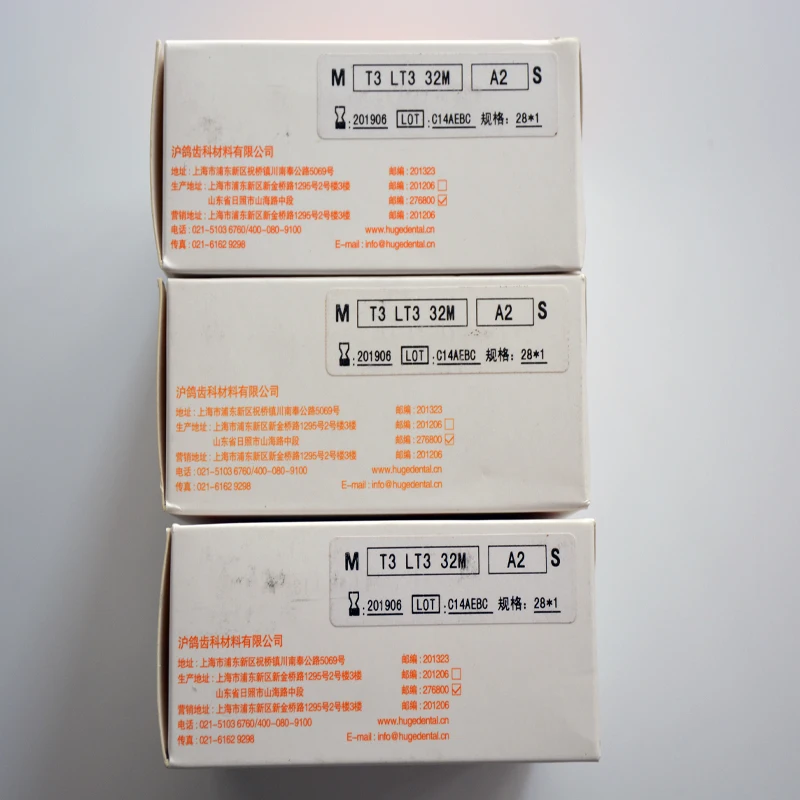 M T3 LT3 32M A2 S
201906 LOT : C14AEBC 规格: 28*1
沪鸽齿科材料有限公司
地址 : 上海市浦东新区祝桥镇川南奉公路5069号 邮编 : 201323
生产地址 : 上海市浦东新区新金桥路1295号2号楼3楼 邮编 : 201206
山东省日照市山海路中段 邮编 : 276800
营销地址 : 上海市浦东新区新金桥路1295号2号楼3楼 邮编 : 201206
电话 : 021-5103 6760/400-080-9100 www.hugedental.cn
传真 : 021-6162 9298 E-mail : info@hugedental.cn
M T3 LT3 32M A2 S
: 201906 LOT : C14AEBC 规格: 28*1
沪鸽齿科材料有限公司
地址 : 上海市浦东新区祝桥镇川南奉公路5069号 邮编 : 201323
生产地址 : 上海市浦东新区新金桥路1295号2号楼3楼 邮编 : 201206
山东省日照市山海路中段 邮编 : 276800
营销地址 : 上海市浦东新区新金桥路1295号2号楼3楼 邮编 : 201206
电话 : 021-5103 6760/400-080-9100 www.hugedental.cn
传真 : 021-6162 9298 E-mail : info@hugedental.cn
M T3 LT3 32M A2 S
: 201906 LOT : C14AEBC 规格: 28*1
沪鸽齿科材料有限公司
地址 : 上海市浦东新区祝桥镇川南奉公路5069号 邮编 : 201323
生产地址 : 上海市浦东新区新金桥路1295号2号楼3楼 邮编 : 201206
山东省日照市山海路中段 邮编 : 276800
营销地址 : 上海市浦东新区新金桥路1295号2号楼3楼 邮编 : 201206
电话 : 021-5103 6760/400-080-9100 www.hugedental.cn
传真 : 021-6162 9298 E-mail : info@hugedental.cn